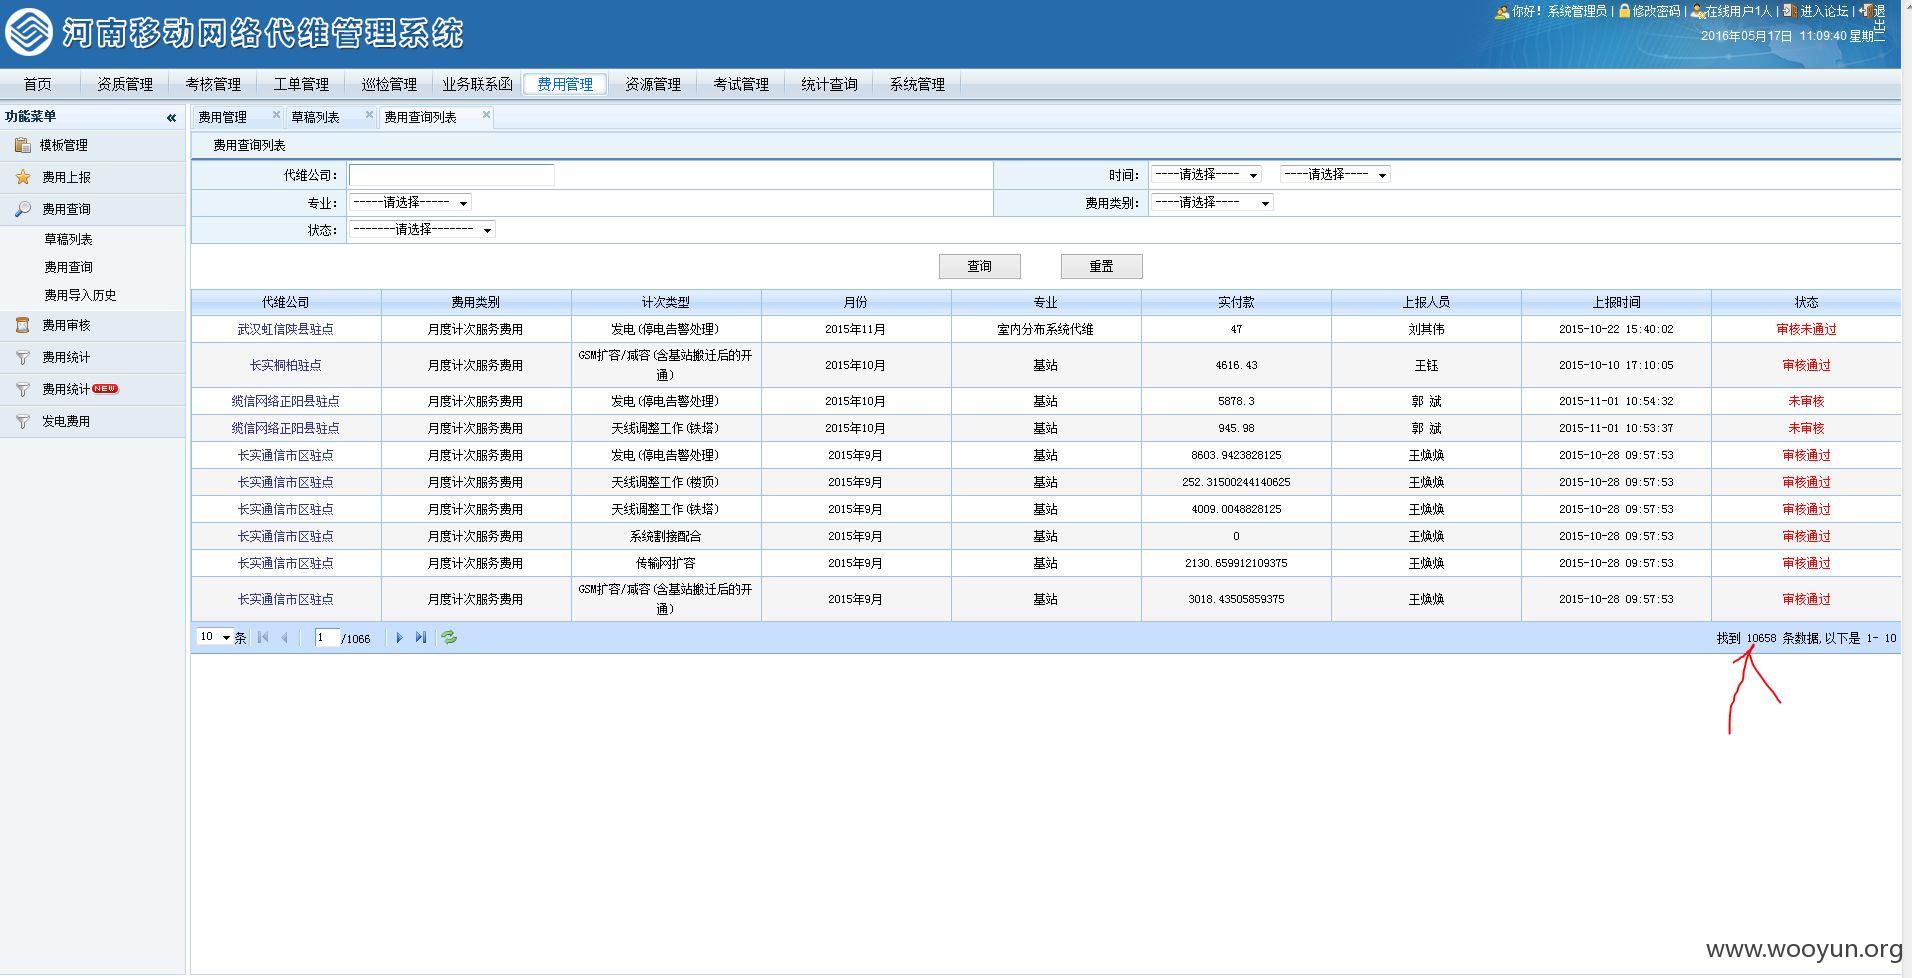 河南移动网络代维管理系统
你好！系统管理员 | 修改密码 | 在线用户1人 | 进入论坛 | 退出
2016年05月17日 11:09:40 星期二
首页 资质管理 考核管理 工单管理 巡检管理 业务联系函 费用管理 资源管理 考试管理 统计查询 系统管理
功能菜单 «
模板管理
费用上报
费用查询
草稿列表
费用查询
费用导入历史
费用审核
费用统计
费用统计 NEW
发电费用
费用管理 × 草稿列表 × 费用查询列表 ×
费用查询列表
代维公司： 时间： ----请选择---- ----请选择----
专业： -----请选择----- 费用类别： ----请选择----
状态： -------请选择-------
查询 重置
代维公司 费用类别 计次类型 月份 专业 实付款 上报人员 上报时间 状态
武汉虹信陕县驻点 月度计次服务费用 发电(停电告警处理) 2015年11月 室内分布系统代维 47 刘其伟 2015-10-22 15:40:02 审核未通过
长实桐柏驻点 月度计次服务费用 GSM扩容/减容(含基站搬迁后的开通) 2015年10月 基站 4616.43 王钰 2015-10-10 17:10:05 审核通过
缆信网络正阳县驻点 月度计次服务费用 发电(停电告警处理) 2015年10月 基站 5878.3 郭 斌 2015-11-01 10:54:32 未审核
缆信网络正阳县驻点 月度计次服务费用 天线调整工作(铁塔) 2015年10月 基站 945.98 郭 斌 2015-11-01 10:53:37 未审核
长实通信市区驻点 月度计次服务费用 发电(停电告警处理) 2015年9月 基站 8603.9423828125 王焕焕 2015-10-28 09:57:53 审核通过
长实通信市区驻点 月度计次服务费用 天线调整工作(楼顶) 2015年9月 基站 252.31500244140625 王焕焕 2015-10-28 09:57:53 审核通过
长实通信市区驻点 月度计次服务费用 天线调整工作(铁塔) 2015年9月 基站 4009.0048828125 王焕焕 2015-10-28 09:57:53 审核通过
长实通信市区驻点 月度计次服务费用 系统割接配合 2015年9月 基站 0 王焕焕 2015-10-28 09:57:53 审核通过
长实通信市区驻点 月度计次服务费用 传输网扩容 2015年9月 基站 2130.659912109375 王焕焕 2015-10-28 09:57:53 审核通过
长实通信市区驻点 月度计次服务费用 GSM扩容/减容(含基站搬迁后的开通) 2015年9月 基站 3018.43505859375 王焕焕 2015-10-28 09:57:53 审核通过
10 条 1 /1066 找到 10658 条数据,以下是 1- 10
www.wooyun.org